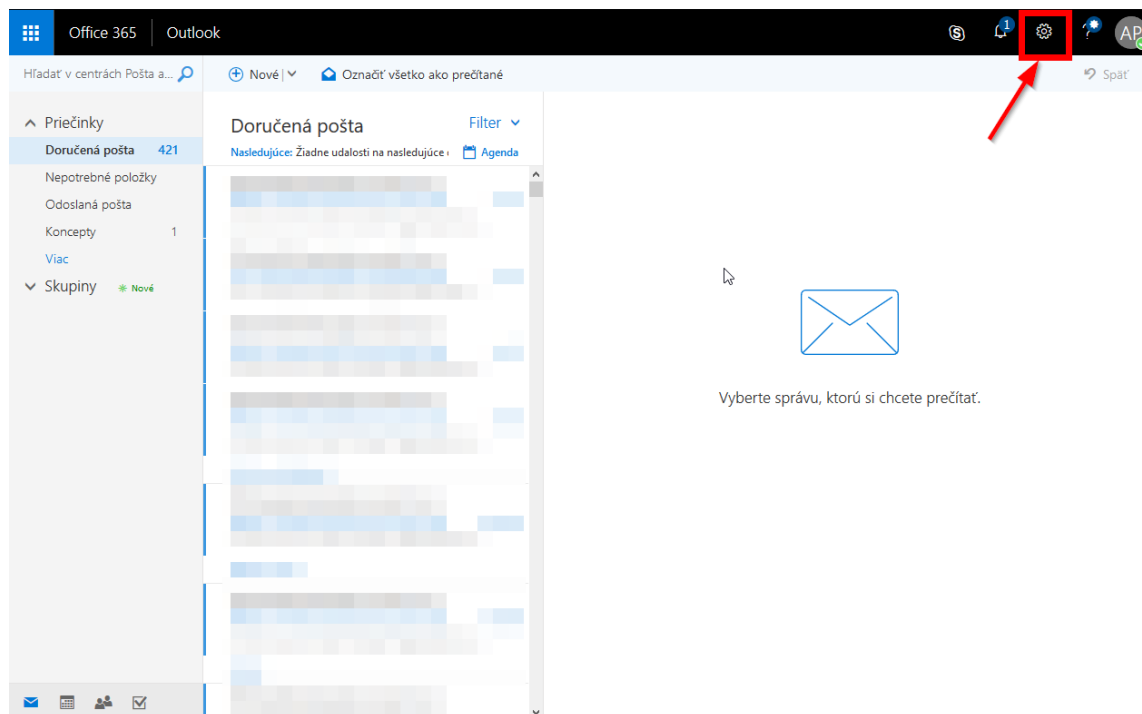 Office 365 Outlook
1
AP
Hľadať v centrách Pošta a...
Nové
Označiť všetko ako prečítané
Späť
Priečinky
Doručená pošta 421
Nepotrebné položky
Odoslaná pošta
Koncepty 1
Viac
Skupiny Nové
Doručená pošta Filter
Nasledujúce: Žiadne udalosti na nasledujúce Agenda
Vyberte správu, ktorú si chcete prečítať.